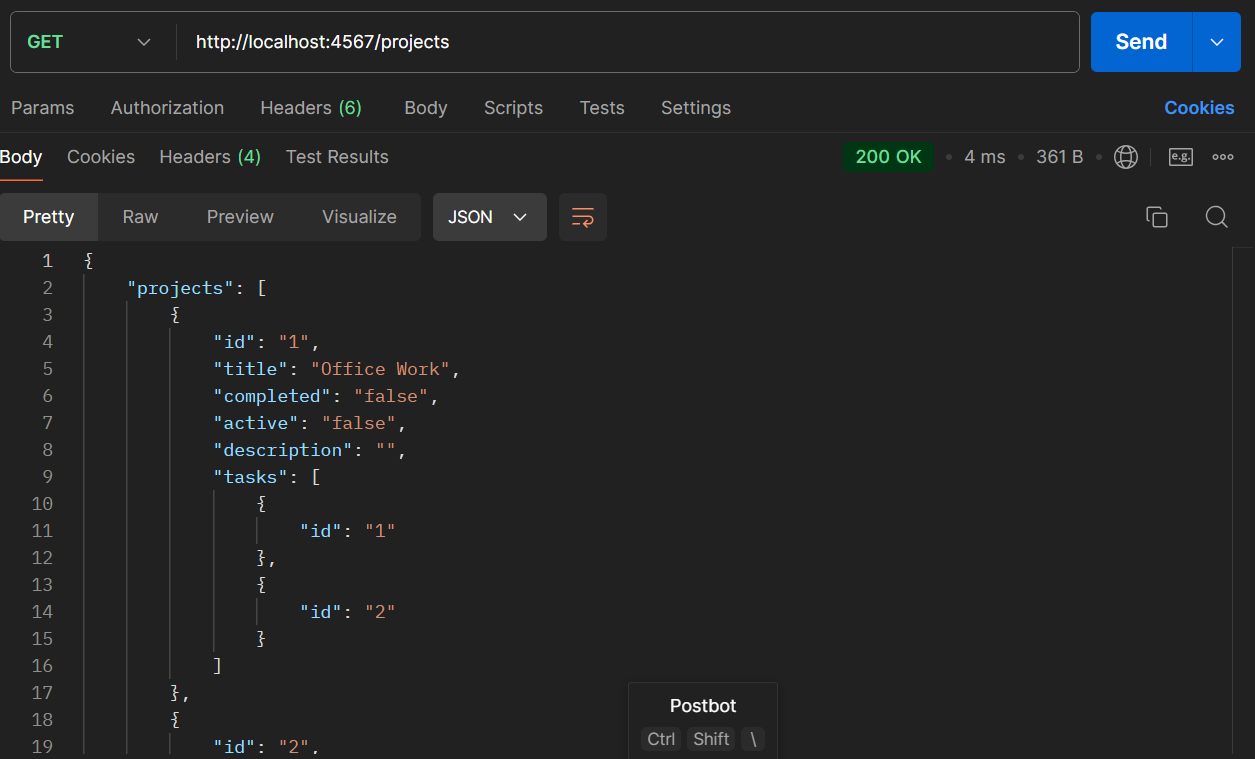 GET http://localhost:4567/projects Send
Params Authorization Headers (6) Body Scripts Tests Settings Cookies
Body Cookies Headers (4) Test Results 200 OK • 4 ms • 361 B • e.g.
Pretty Raw Preview Visualize JSON
1 {
2 "projects": [
3 {
4 "id": "1",
5 "title": "Office Work",
6 "completed": "false",
7 "active": "false",
8 "description": "",
9 "tasks": [
10 {
11 "id": "1"
12 },
13 {
14 "id": "2"
15 }
16 ]
17 },
18 {
19 "id": "2",
Postbot
Ctrl Shift \